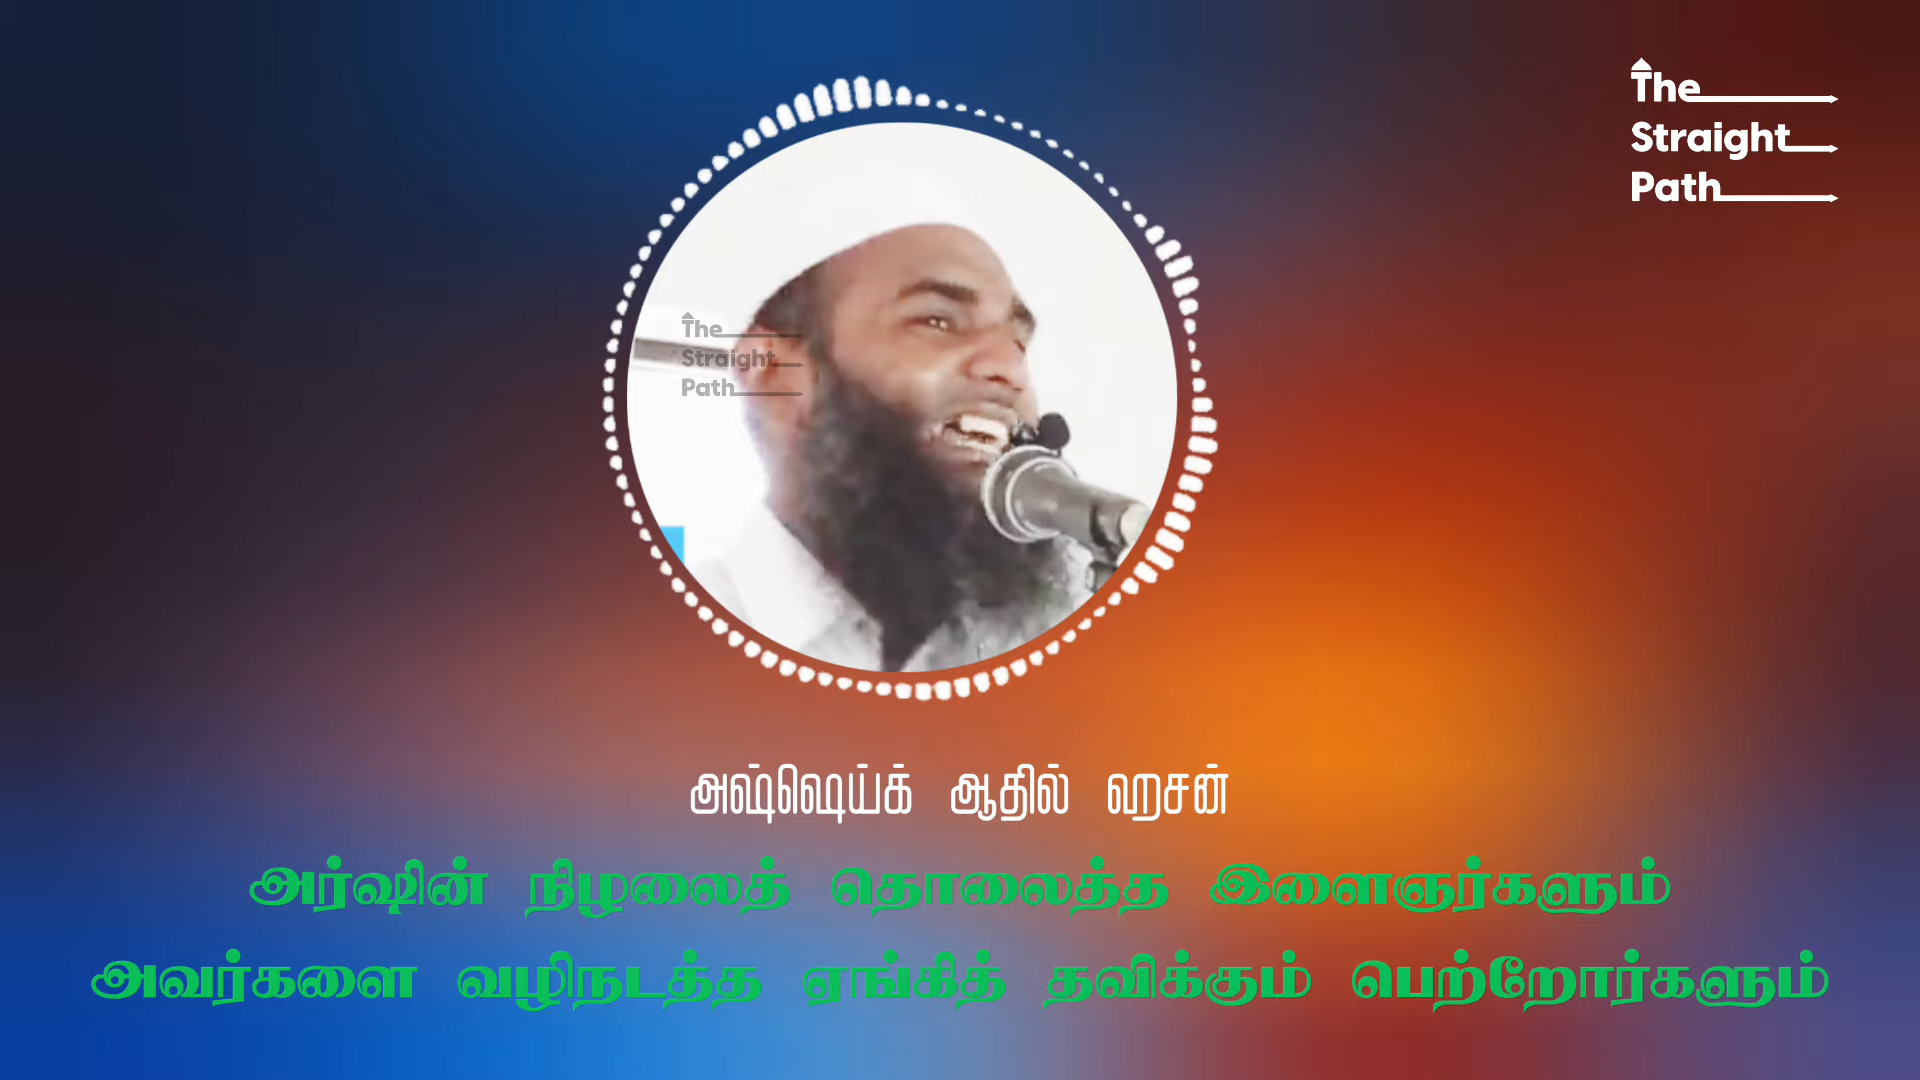 The
Straight
Path
The
Straight
Path
அஷ்ஷெய்க் ஆதில் ஹசன்
அர்ஷின் நிழலைத் தொலைத்த இளைஞர்களும்
அவர்களை வழிநடத்த ஏங்கித் தவிக்கும் பெற்றோர்களும்